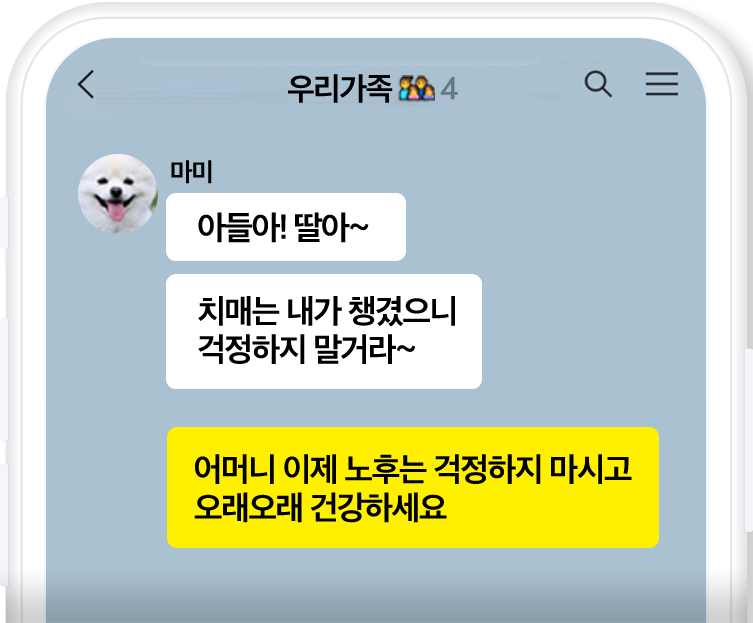 우리가족 4
마미
아들아! 딸아~
치매는 내가 챙겼으니
걱정하지 말거라~
어머니 이제 노후는 걱정하지 마시고
오래오래 건강하세요